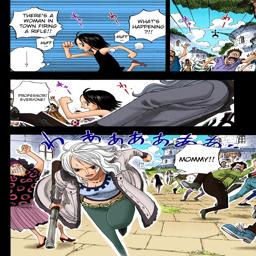 THERE'S A
WOMAN IN
TOWN FIRING
A RIFLE!!
WHAT'S
HAPPENING
?!!
HUFF
HUFF
PROFESSOR!
EVERYONE!
MOMMY!!